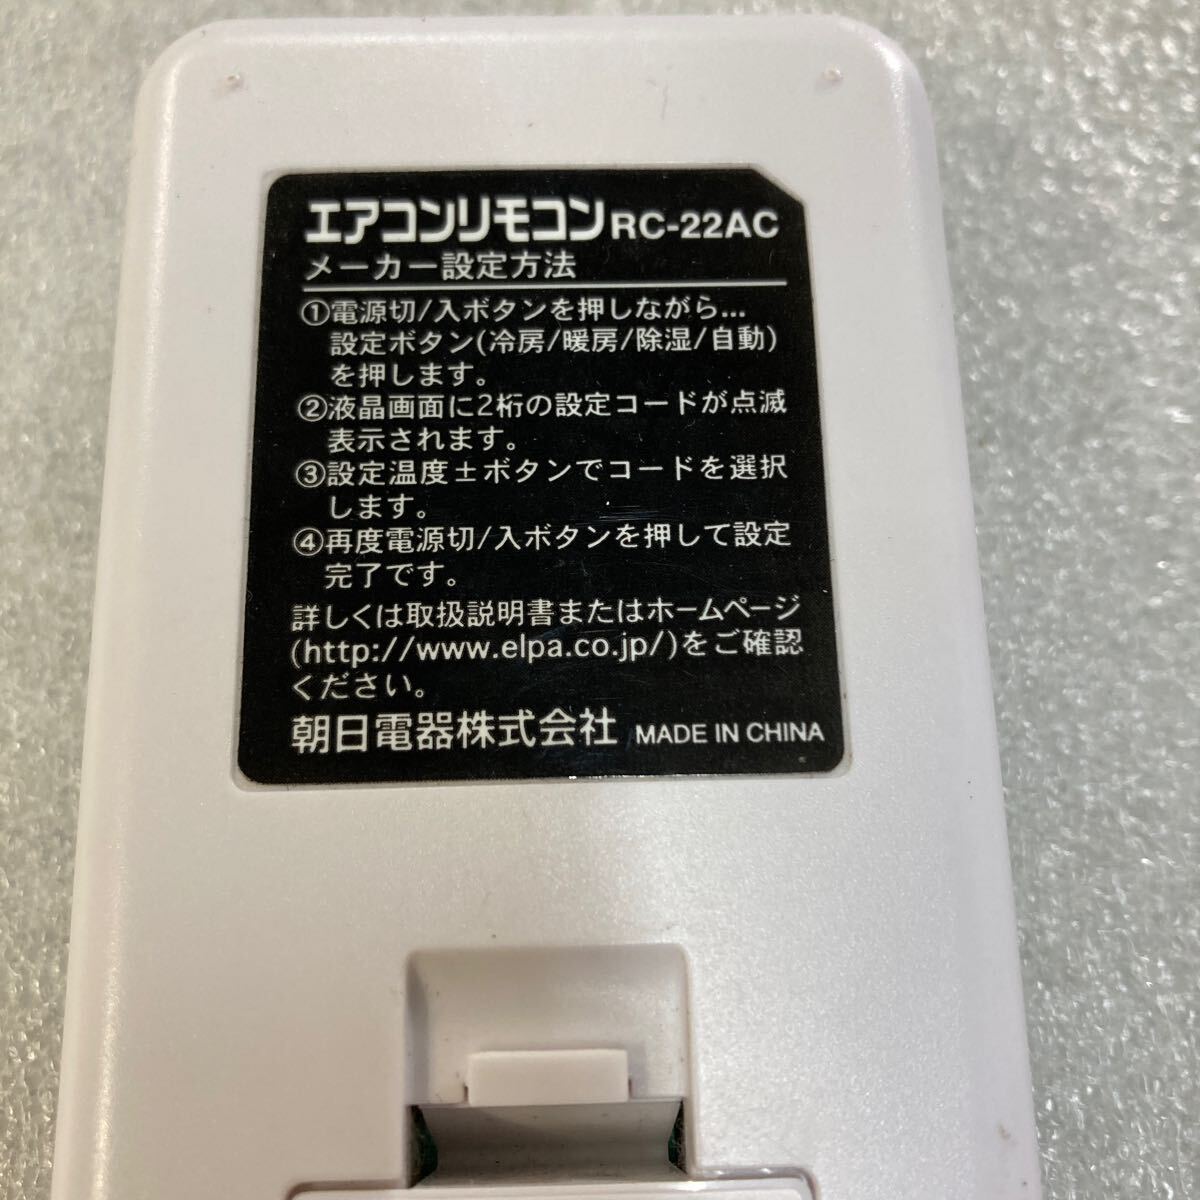 エアコンリモコンRC-22AC
メーカー設定方法
①電源切/入ボタンを押しながら…
設定ボタン(冷房/暖房/除湿/自動)
を押します。
②液晶画面に2桁の設定コードが点滅
表示されます。
③設定温度±ボタンでコードを選択
します。
④再度電源切/入ボタンを押して設定
完了です。
詳しくは取扱説明書またはホームページ
(http://www.elpa.co.jp/)をご確認
ください。
朝日電器株式会社 MADE IN CHINA